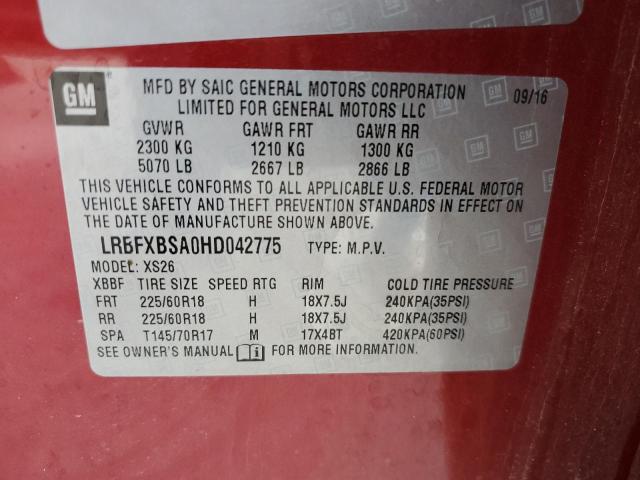 GM
MFD BY SAIC GENERAL MOTORS CORPORATION 09/16
LIMITED FOR GENERAL MOTORS LLC
GVWR GAWR FRT GAWR RR
2300 KG 1210 KG 1300 KG
5070 LB 2667 LB 2866 LB
THIS VEHICLE CONFORMS TO ALL APPLICABLE U.S. FEDERAL MOTOR
VEHICLE SAFETY AND THEFT PREVENTION STANDARDS IN EFFECT ON
THE DATE OF MANUFACTURE SHOWN ABOVE.
LRBFXBSA0HD042775 TYPE: M.P.V.
MODEL: XS26
XBBF TIRE SIZE SPEED RTG RIM COLD TIRE PRESSURE
FRT 225/60R18 H 18X7.5J 240KPA(35PSI)
RR 225/60R18 H 18X7.5J 240KPA(35PSI)
SPA T145/70R17 M 17X4BT 420KPA(60PSI)
SEE OWNER'S MANUAL FOR MORE INFORMATION.